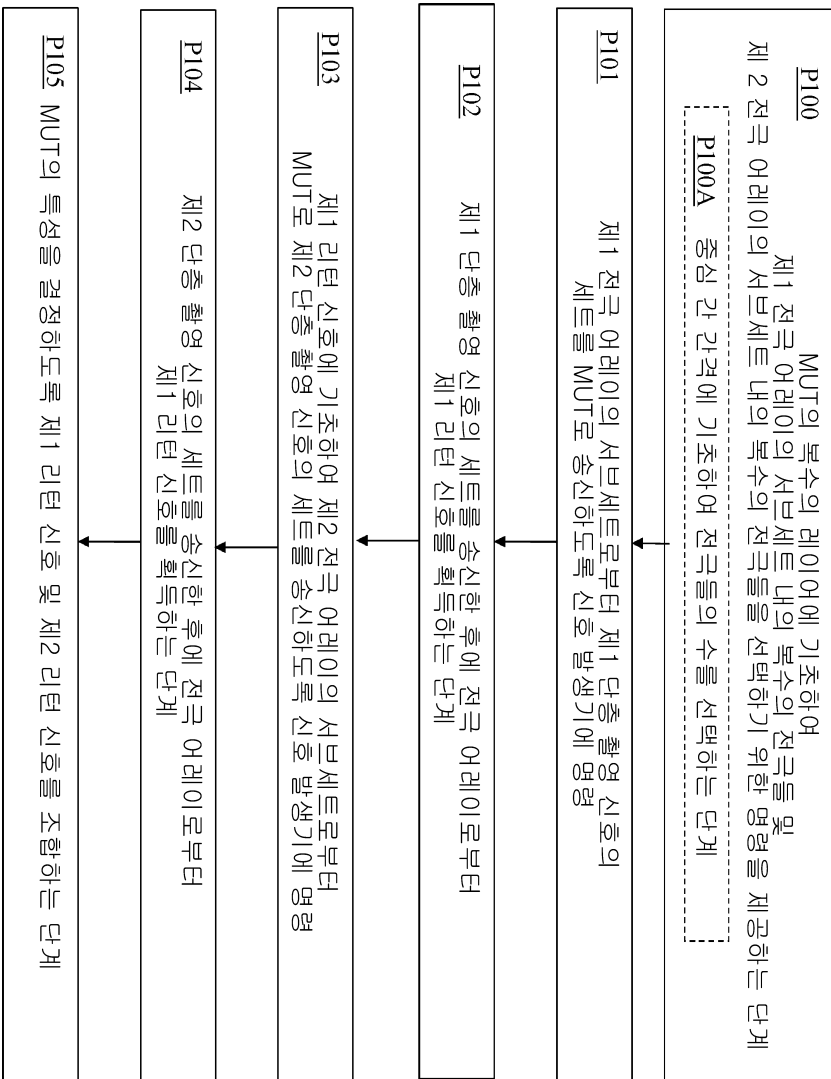 P100
MUT의 복수의 레이어에 기초하여
제1 전극 어레이의 서브세트 내의 복수의 전극들 및
제 2 전극 어레이의 서브세트 내의 복수의 전극들을 선택하기 위한 명령을 제공하는 단계
P100A 중심 간 간격에 기초하여 전극들의 수를 선택하는 단계
P101
제1 전극 어레이의 서브세트로부터 제1 단층 촬영 신호의
세트를 MUT로 송신하도록 신호 발생기에 명령
P102
제1 단층 촬영 신호의 세트를 송신한 후에 전극 어레이로부터
제1 리턴 신호를 획득하는 단계
P103
제1 리턴 신호에 기초하여 제2 전극 어레이의 서브세트로부터
MUT로 제2 단층 촬영 신호의 세트를 송신하도록 신호 발생기에 명령
P104
제2 단층 촬영 신호의 세트를 송신한 후에 전극 어레이로부터
제1 리턴 신호를 획득하는 단계
P105 MUT의 특성을 결정하도록 제1 리턴 신호 및 제2 리턴 신호를 조합하는 단계